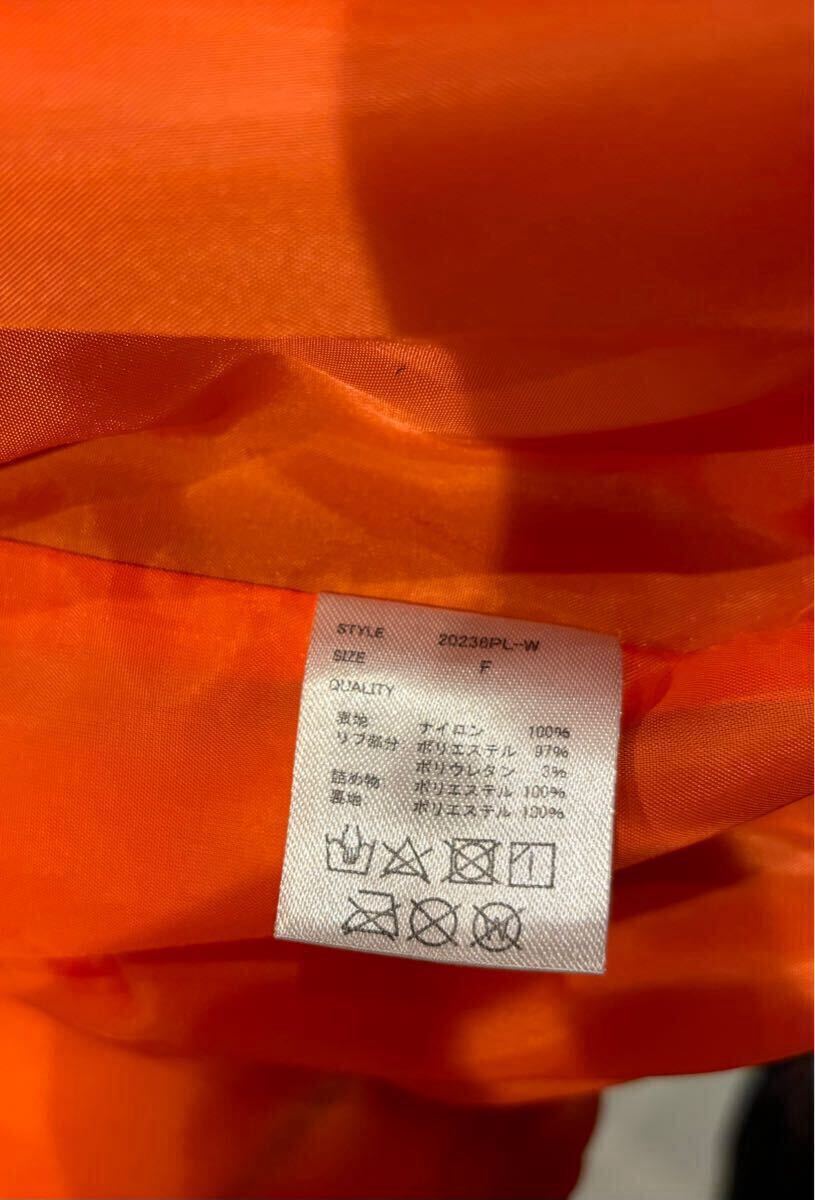 STYLE 20236PL-W
SIZE F
QUALITY
表地 ナイロン 100%
リブ部分 ポリエステル 97%
ポリウレタン 3%
詰め物 ポリエステル 100%
裏地 ポリエステル 100%